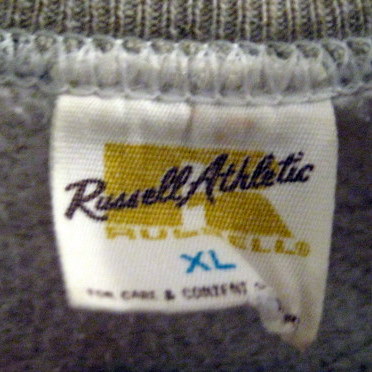 Russell Athletic
RUSSELL
XL
FOR CARE & CONTENT